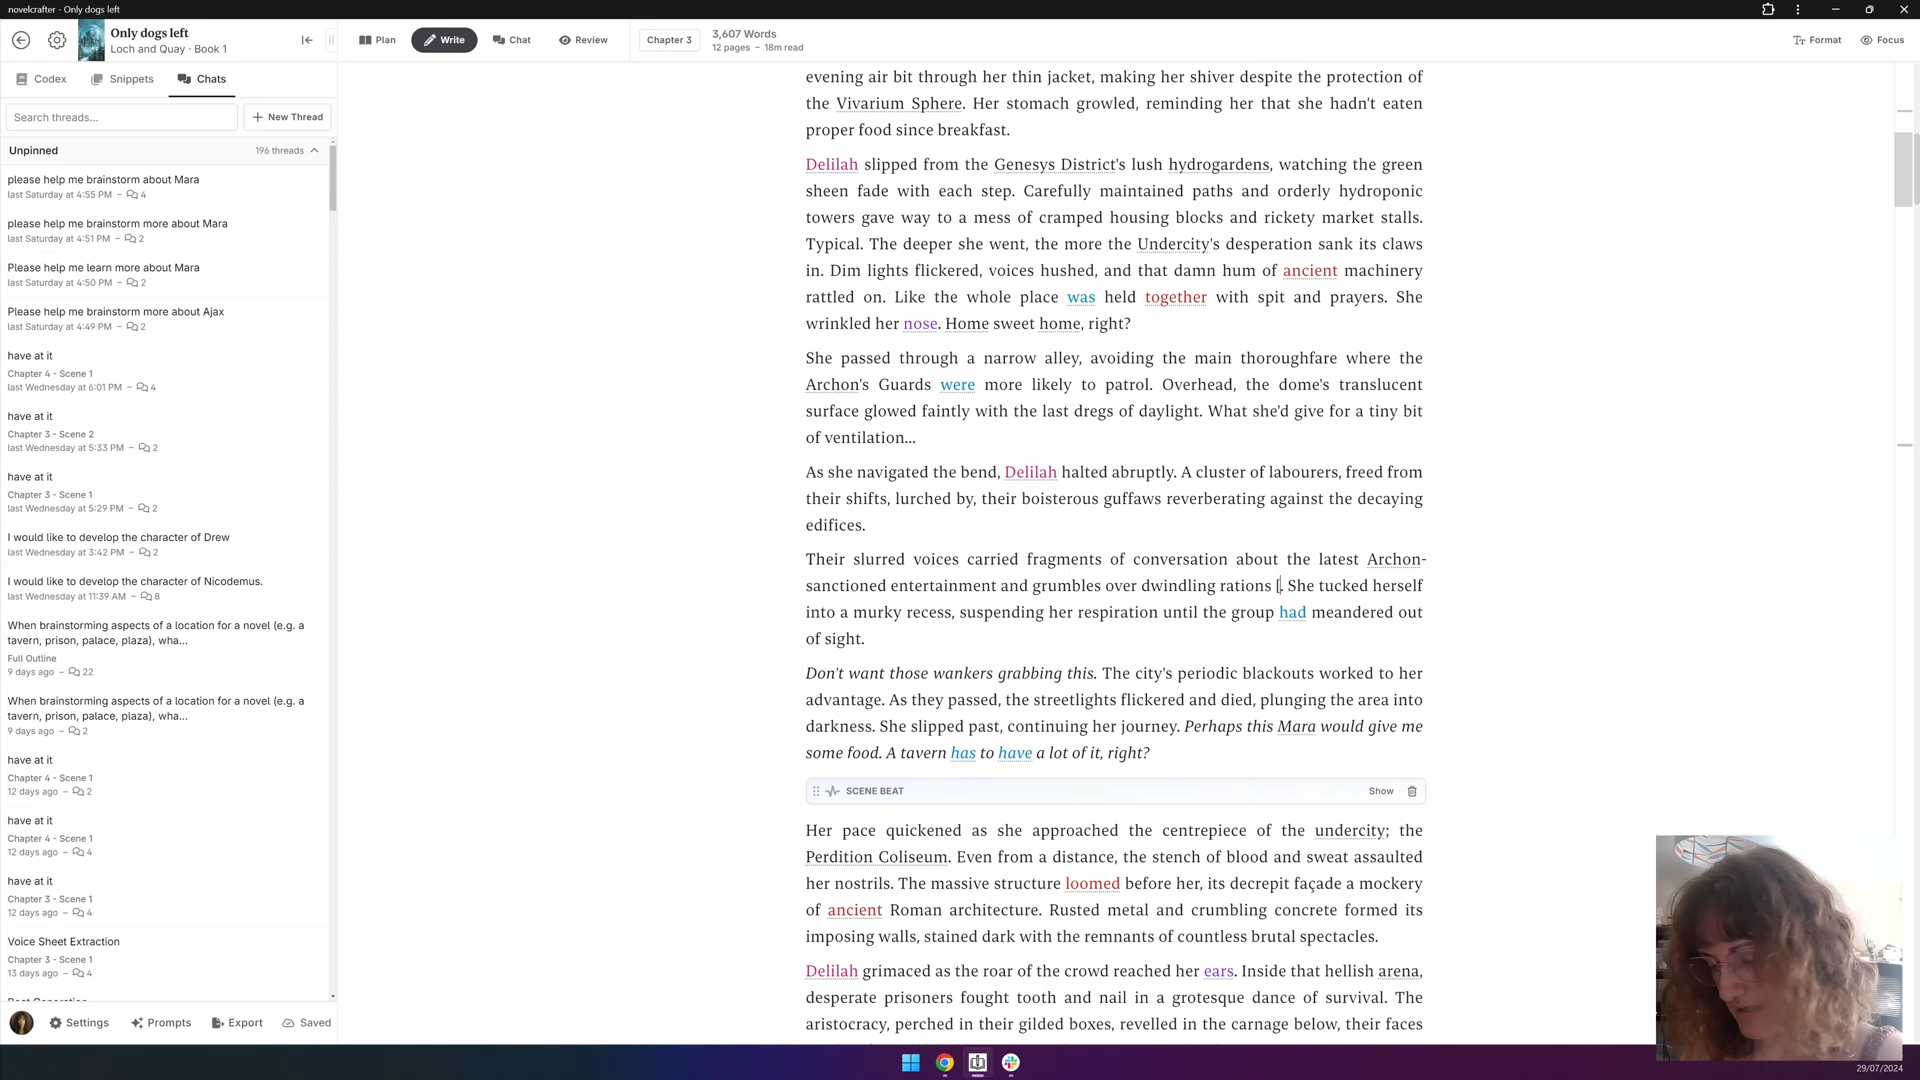 novelcrafter - Only dogs left
Only dogs left
Loch and Quay · Book 1
Plan
Write
Chat
Review
Chapter 3
3,607 Words
12 pages – 18m read
Format
Focus
Codex
Snippets
Chats
Search threads...
New Thread
Unpinned
196 threads
please help me brainstorm about Mara
last Saturday at 4:55 PM – 4
please help me brainstorm more about Mara
last Saturday at 4:51 PM – 2
Please help me learn more about Mara
last Saturday at 4:50 PM – 2
Please help me brainstorm more about Ajax
last Saturday at 4:49 PM – 2
have at it
Chapter 4 - Scene 1
last Wednesday at 6:01 PM – 4
have at it
Chapter 3 - Scene 2
last Wednesday at 5:33 PM – 2
have at it
Chapter 3 - Scene 1
last Wednesday at 5:29 PM – 2
I would like to develop the character of Drew
last Wednesday at 3:42 PM – 2
I would like to develop the character of Nicodemus.
last Wednesday at 11:39 AM – 8
When brainstorming aspects of a location for a novel (e.g. a
tavern, prison, palace, plaza), wha...
Full Outline
9 days ago – 22
When brainstorming aspects of a location for a novel (e.g. a
tavern, prison, palace, plaza), wha...
9 days ago – 2
have at it
Chapter 4 - Scene 1
12 days ago – 2
have at it
Chapter 4 - Scene 1
12 days ago – 4
have at it
Chapter 3 - Scene 1
12 days ago – 4
Voice Sheet Extraction
Chapter 3 - Scene 1
13 days ago – 4
Settings
Prompts
Export
Saved
evening air bit through her thin jacket, making her shiver despite the protection of
the Vivarium Sphere. Her stomach growled, reminding her that she hadn't eaten
proper food since breakfast.
Delilah slipped from the Genesys District's lush hydrogardens, watching the green
sheen fade with each step. Carefully maintained paths and orderly hydroponic
towers gave way to a mess of cramped housing blocks and rickety market stalls.
Typical. The deeper she went, the more the Undercity's desperation sank its claws
in. Dim lights flickered, voices hushed, and that damn hum of ancient machinery
rattled on. Like the whole place was held together with spit and prayers. She
wrinkled her nose. Home sweet home, right?
She passed through a narrow alley, avoiding the main thoroughfare where the
Archon's Guards were more likely to patrol. Overhead, the dome's translucent
surface glowed faintly with the last dregs of daylight. What she'd give for a tiny bit
of ventilation...
As she navigated the bend, Delilah halted abruptly. A cluster of labourers, freed from
their shifts, lurched by, their boisterous guffaws reverberating against the decaying
edifices.
Their slurred voices carried fragments of conversation about the latest Archon-
sanctioned entertainment and grumbles over dwindling rations [. She tucked herself
into a murky recess, suspending her respiration until the group had meandered out
of sight.
Don't want those wankers grabbing this. The city's periodic blackouts worked to her
advantage. As they passed, the streetlights flickered and died, plunging the area into
darkness. She slipped past, continuing her journey. Perhaps this Mara would give me
some food. A tavern has to have a lot of it, right?
SCENE BEAT
Show
Her pace quickened as she approached the centrepiece of the undercity; the
Perdition Coliseum. Even from a distance, the stench of blood and sweat assaulted
her nostrils. The massive structure loomed before her, its decrepit façade a mockery
of ancient Roman architecture. Rusted metal and crumbling concrete formed its
imposing walls, stained dark with the remnants of countless brutal spectacles.
Delilah grimaced as the roar of the crowd reached her ears. Inside that hellish arena,
desperate prisoners fought tooth and nail in a grotesque dance of survival. The
aristocracy, perched in their gilded boxes, revelled in the carnage below, their faces
29/07/2024